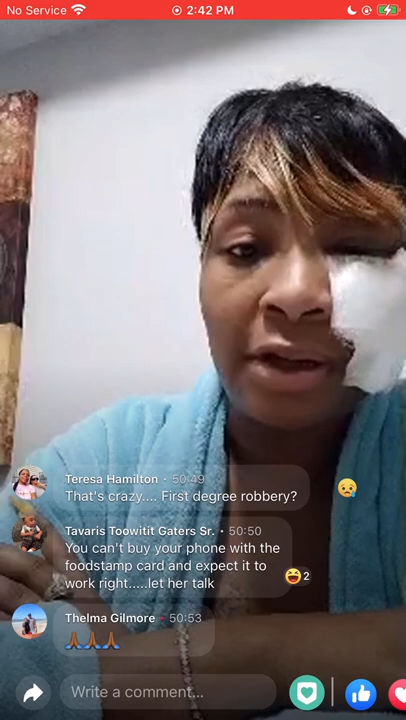 No Service 2:42 PM
Teresa Hamilton · 50:49
That's crazy.... First degree robbery?
Tavaris Toowitit Gaters Sr. · 50:50
You can't buy your phone with the
foodstamp card and expect it to
work right.....let her talk
2
Thelma Gilmore · 50:53
Write a comment...